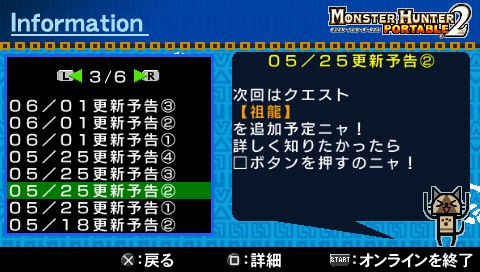 Information
MONSTER HUNTER
PORTABLE 2
L 3/6 R
06/01更新予告③
06/01更新予告②
06/01更新予告①
05/25更新予告④
05/25更新予告③
05/25更新予告②
05/25更新予告①
05/18更新予告②
05/25更新予告②
次回はクエスト
【祖龍】
を追加予定ニャ!
詳しく知りたかったら
□ボタンを押すのニャ!
×:戻る
□:詳細
START:オンラインを終了